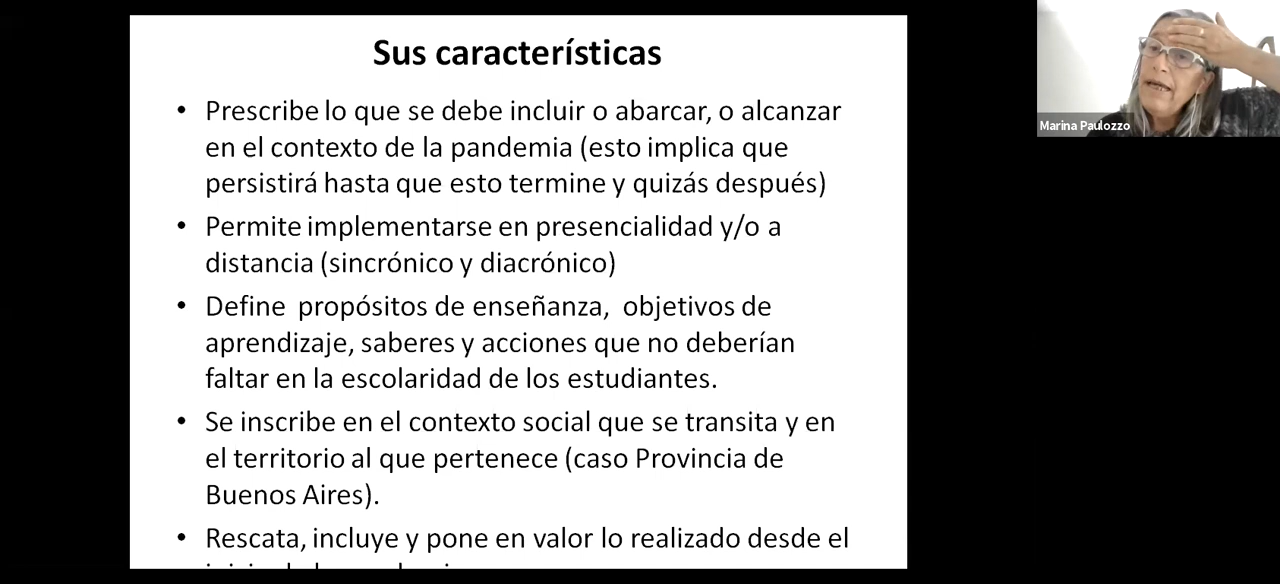 Sus características
• Prescribe lo que se debe incluir o abarcar, o alcanzar
en el contexto de la pandemia (esto implica que
persistirá hasta que esto termine y quizás después)
• Permite implementarse en presencialidad y/o a
distancia (sincrónico y diacrónico)
• Define propósitos de enseñanza, objetivos de
aprendizaje, saberes y acciones que no deberían
faltar en la escolaridad de los estudiantes.
• Se inscribe en el contexto social que se transita y en
el territorio al que pertenece (caso Provincia de
Buenos Aires).
• Rescata, incluye y pone en valor lo realizado desde el
Marina Paulozzo